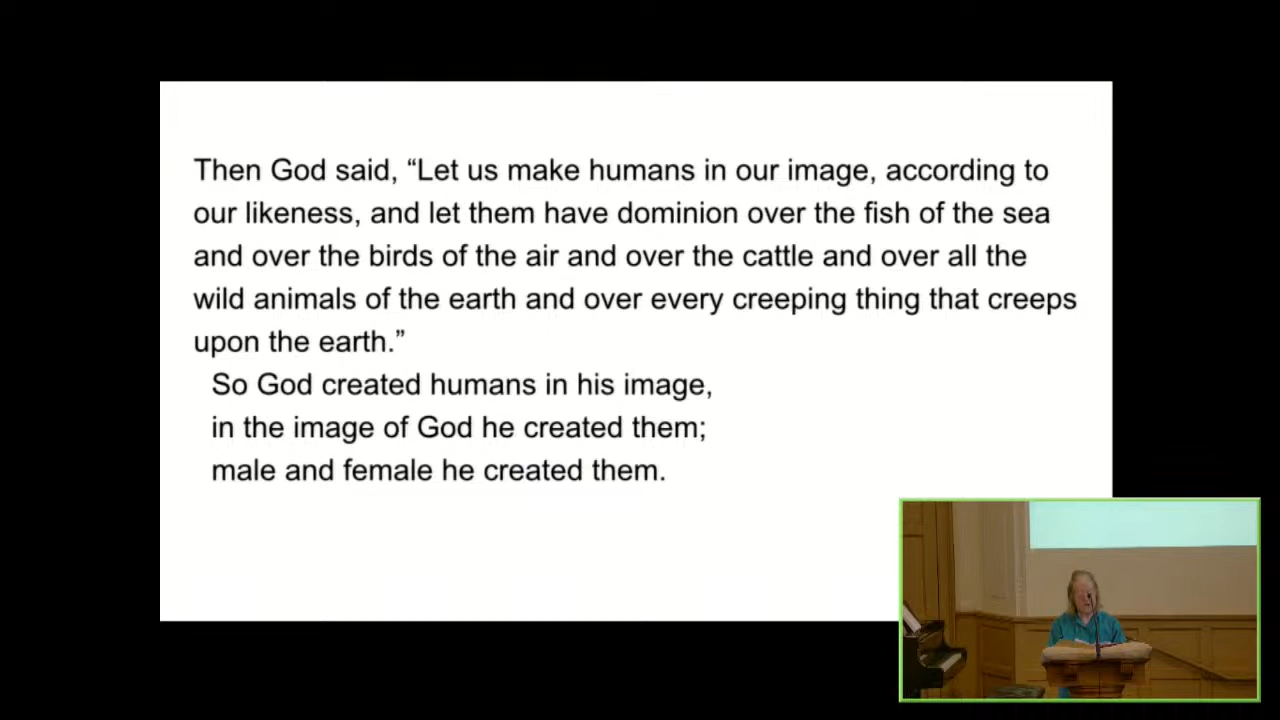 Then God said, “Let us make humans in our image, according to
our likeness, and let them have dominion over the fish of the sea
and over the birds of the air and over the cattle and over all the
wild animals of the earth and over every creeping thing that creeps
upon the earth.”
So God created humans in his image,
in the image of God he created them;
male and female he created them.